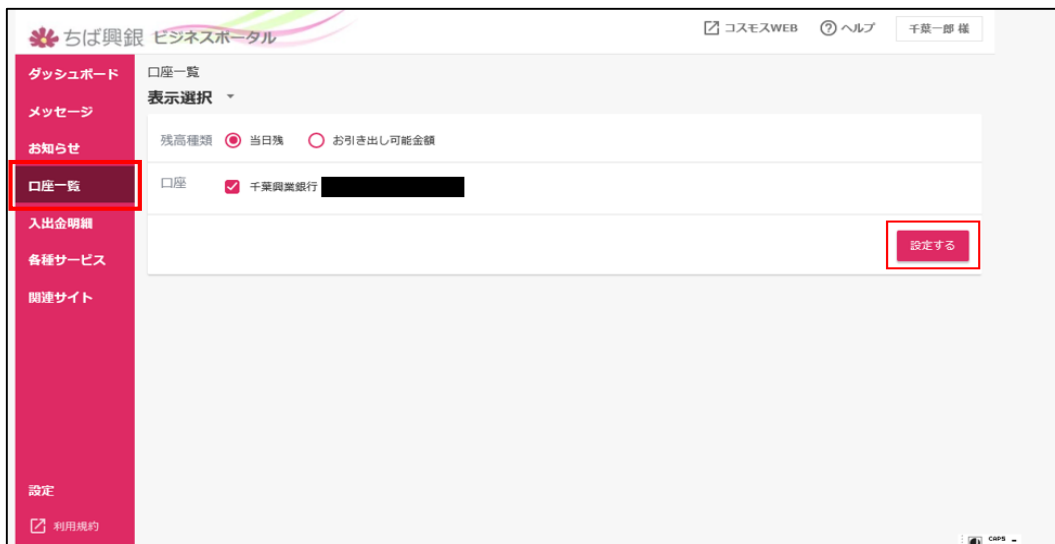 ちば興銀 ビジネスポータル
コスモスWEB
ヘルプ
千葉一郎 様
ダッシュボード
メッセージ
お知らせ
口座一覧
入出金明細
各種サービス
関連サイト
設定
利用規約
口座一覧
表示選択
残高種類 当日残 お引き出し可能金額
口座 千葉興業銀行
設定する
CAPS